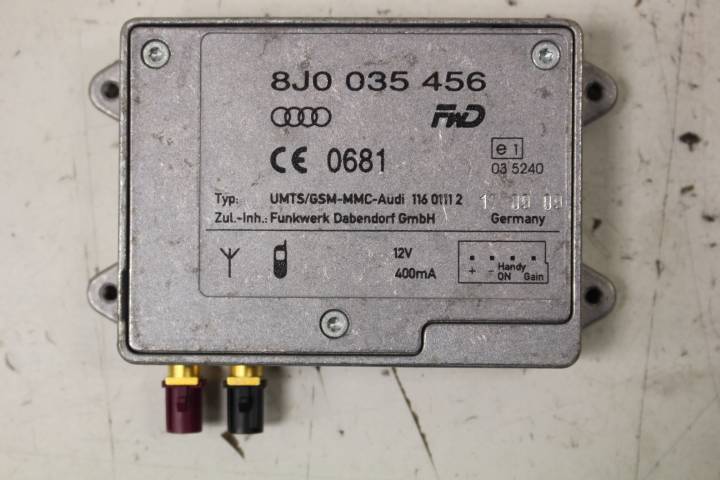 8J0 035 456
FwD
CE 0681
e1
03 5240
Typ: UMTS/GSM-MMC-Audi 116 0111 2
Zul.-Inh.: Funkwerk Dabendorf GmbH Germany
12V
400mA
+ - Handy ON Gain